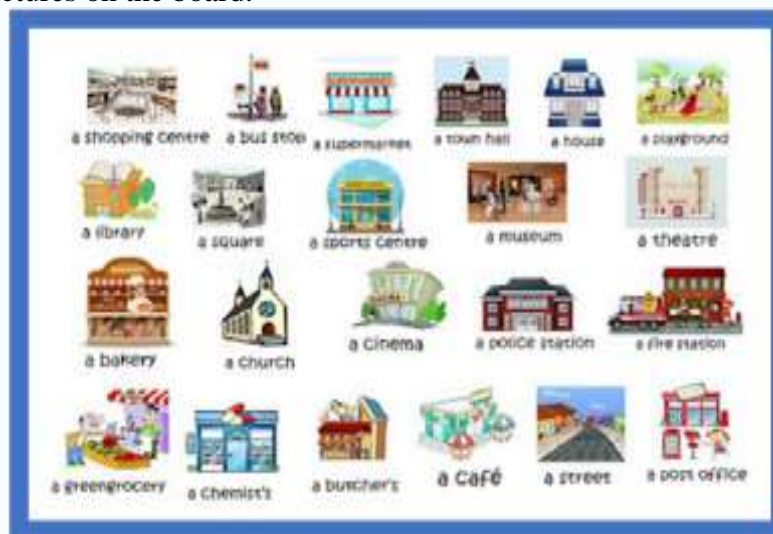 a shopping centre a bus stop a supermarket a town hall a house a playground
a library a square a sports centre a museum a theatre
a bakery a church a cinema a police station a fire station
a greengrocery a chemist's a butcher's a café a street a post office